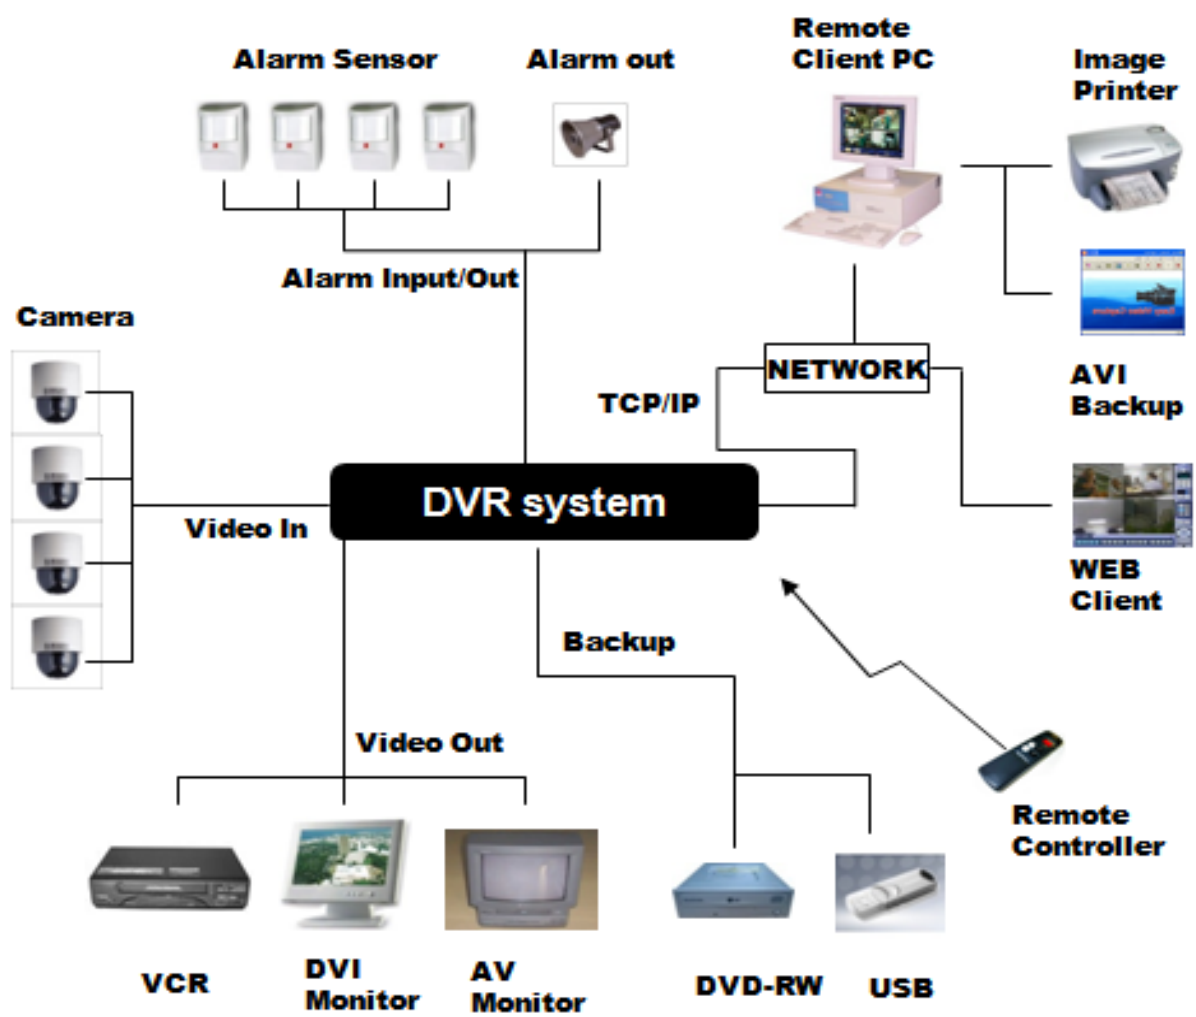 Remote
Client PC
Alarm Sensor
Alarm out
Image
Printer
Alarm Input/Out
Camera
NETWORK
TCP/IP
AVI
Backup
DVR system
Video In
WEB
Client
Backup
Video Out
Remote
Controller
VCR
DVI
Monitor
AV
Monitor
DVD-RW
USB